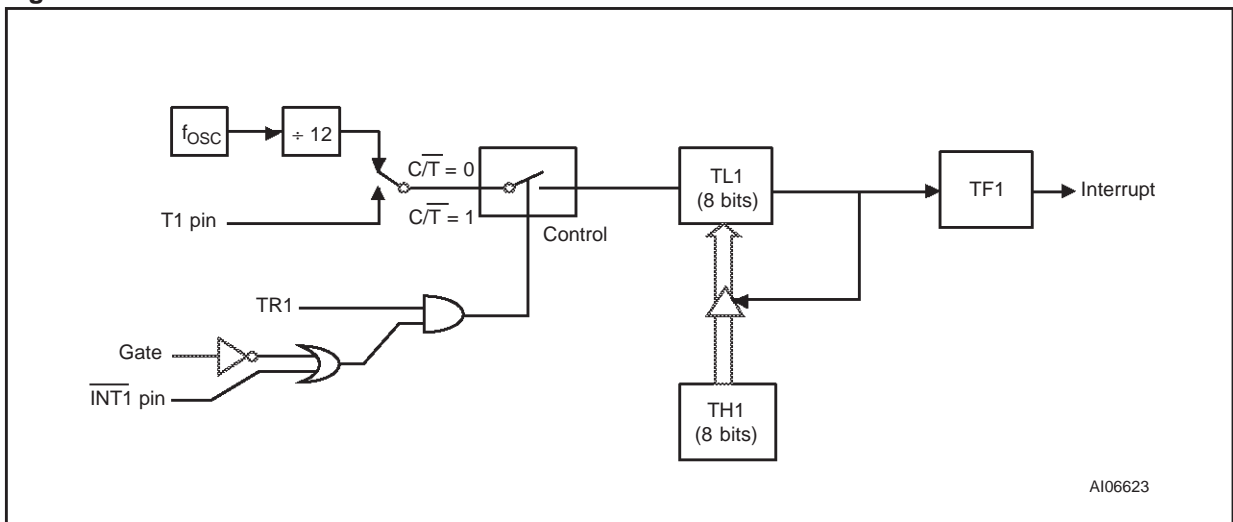 fOSC
÷ 12
C/T̅ = 0
T1 pin
C/T̅ = 1
Control
TL1
(8 bits)
TF1
Interrupt
TR1
Gate
I̅N̅T̅1̅ pin
TH1
(8 bits)
AI06623